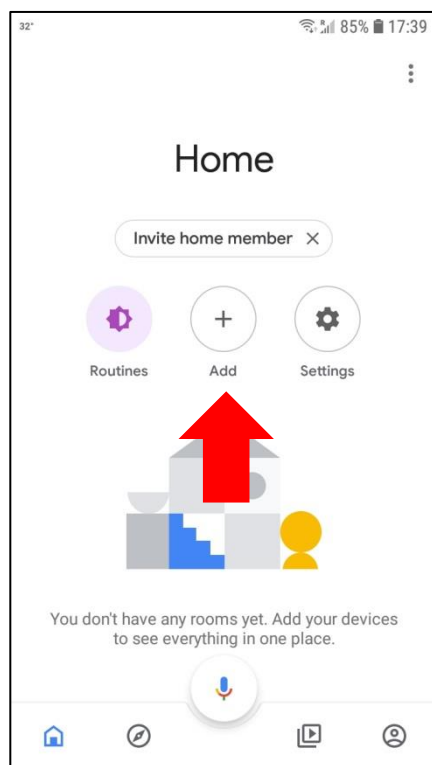 32°
85% 17:39
Home
Invite home member
Routines
Add
Settings
You don't have any rooms yet. Add your devices
to see everything in one place.